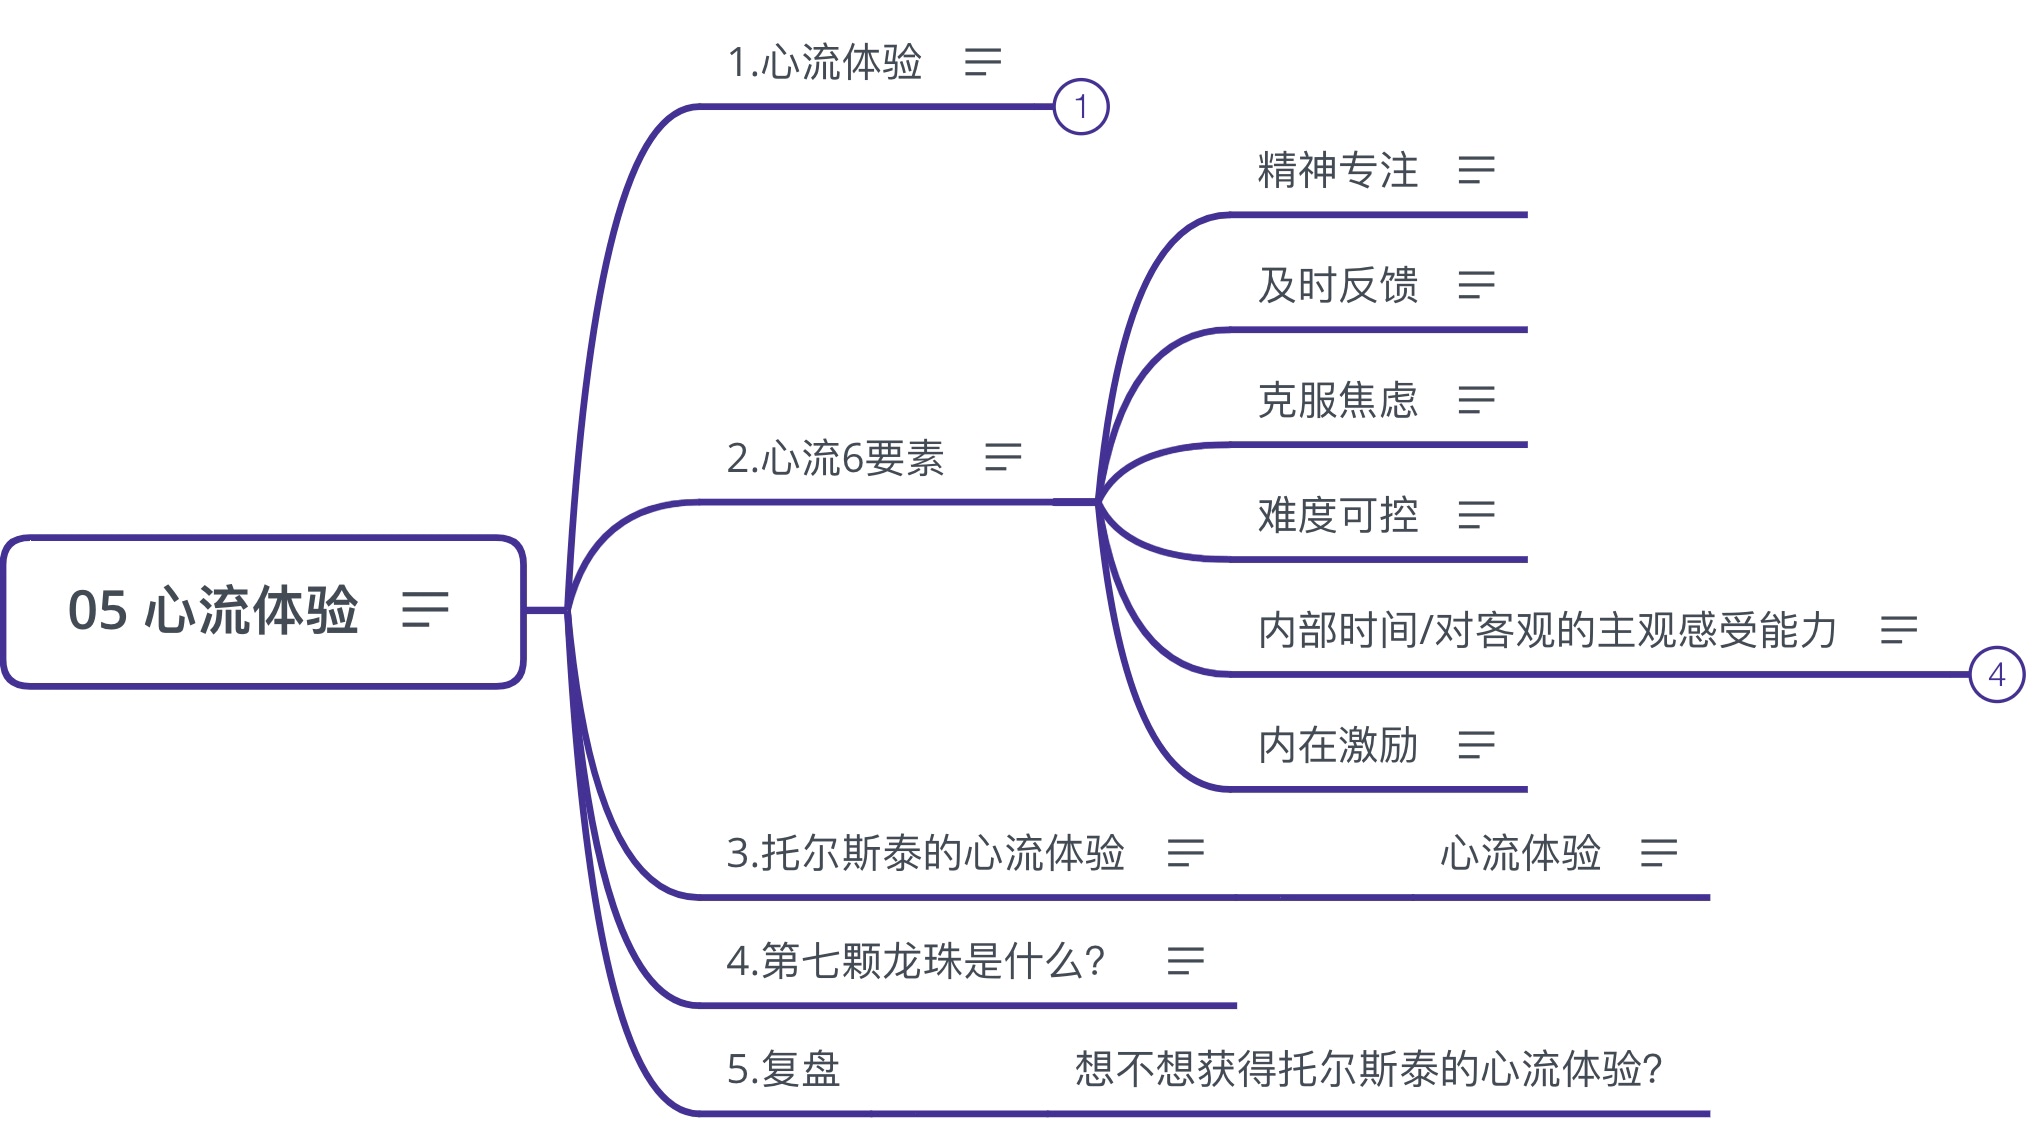 1.心流体验
1
精神专注
及时反馈
克服焦虑
2.心流6要素
难度可控
05 心流体验
内部时间/对客观的主观感受能力
4
内在激励
3.托尔斯泰的心流体验
心流体验
4.第七颗龙珠是什么?
5.复盘
想不想获得托尔斯泰的心流体验?